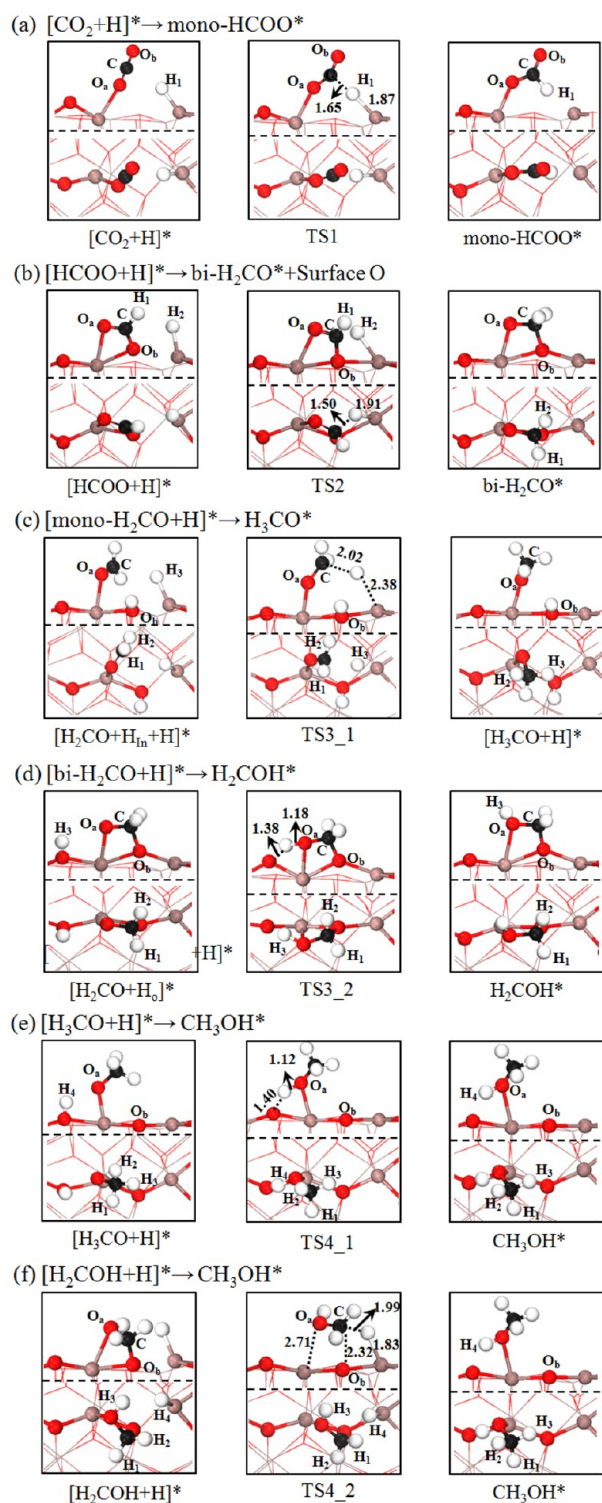 (a) [CO₂+H]*→ mono-HCOO*
Ob Ob Ob
C C C
Oa H₁ Oa H₁ Oa H₁
1.65 1.87
[CO₂+H]* TS1 mono-HCOO*
(b) [HCOO+H]*→ bi-H₂CO*+Surface O
H₁ H₂ H₁ H₂
Oa C Oa C Oa C
Ob Ob Ob
1.50 1.91 H₂
H₁
[HCOO+H]* TS2 bi-H₂CO*
(c) [mono-H₂CO+H]*→ H₃CO*
2.02 C
C H₃ C Oa
Oa Oa 2.38
Ob Ob Ob
H₂ H₂ H₃ H₃
H₁ H₁ H₂
[H₂CO+HIn+H]* TS3_1 [H₃CO+H]*
(d) [bi-H₂CO+H]*→ H₂COH*
1.18 H₃
H₃ Oa C 1.38 Oa C Oa C
Ob Ob Ob
H₂ H₂ H₂
H₁ H₃ H₁ H₁
[ +H]*
[H₂CO+Ho]* TS3_2 H₂COH*
(e) [H₃CO+H]*→ CH₃OH*
1.12
H₄ Oa 1.40 Oa H₄ Oa
Ob Ob Ob
H₂ H₃ H₄ H₃ H₃
H₁ H₂ H₁ H₂ H₁
[H₃CO+H]* TS4_1 CH₃OH*
(f) [H₂COH+H]*→ CH₃OH*
Oa C Oa C 1.99
2.71 2.32 1.83 H₄
Ob Ob Ob
H₃ H₄ H₃ H₄ H₃
H₂ H₁ H₂
H₁ H₂ H₁
[H₂COH+H]* TS4_2 CH₃OH*